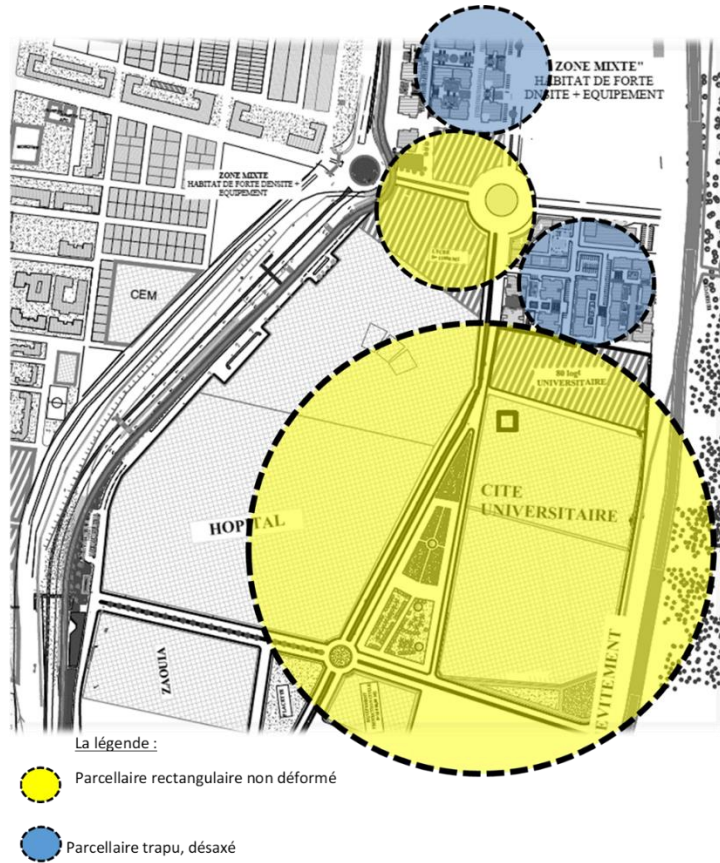 "ZONE MIXTE"
HABITAT DE FORTE
DNSITE + EQUIPEMENT
ZONE MIXTE
HABITAT DE FORTE DENSITE +
EQUIPEMENT
LYCEE
CEM
80 logt
UNIVERSITAIRE
CITE
UNIVERSITAIRE
HOPITAL
EVITEMENT
ZAOUIA
La légende :
Parcellaire rectangulaire non déformé
Parcellaire trapu, désaxé